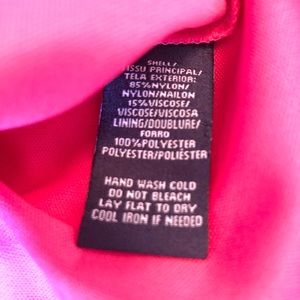 SHELL/
TISSU PRINCIPAL/
TELA EXTERIOR:
85%NYLON/
NYLON/NAILON
15%VISCOSE/
VISCOSE/VISCOSA
LINING/DOUBLURE/
FORRO
100%POLYESTER
POLYESTER/POLIÉSTER
HAND WASH COLD
DO NOT BLEACH
LAY FLAT TO DRY
COOL IRON IF NEEDED